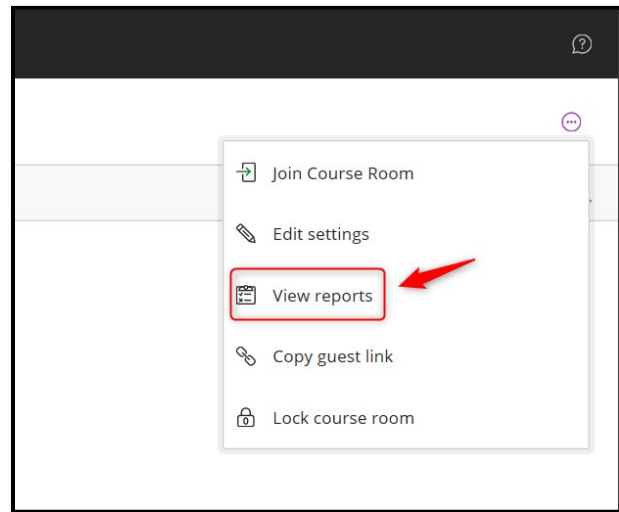 Join Course Room
Edit settings
View reports
Copy guest link
Lock course room